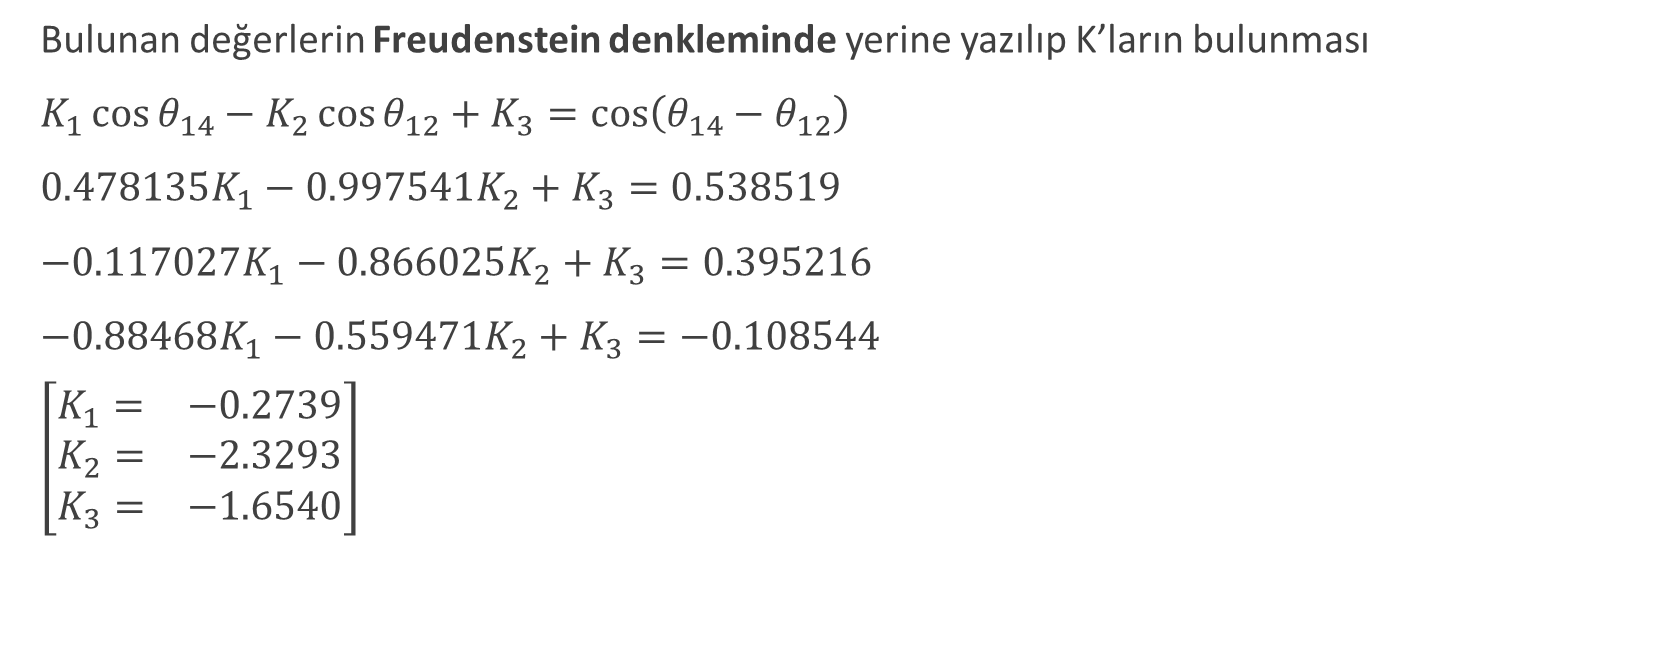 Bulunan değerlerin Freudenstein denkleminde yerine yazılıp K’ların bulunması
K₁ cos θ₁₄ − K₂ cos θ₁₂ + K₃ = cos(θ₁₄ − θ₁₂)
0.478135K₁ − 0.997541K₂ + K₃ = 0.538519
−0.117027K₁ − 0.866025K₂ + K₃ = 0.395216
−0.88468K₁ − 0.559471K₂ + K₃ = −0.108544
K₁ = −0.2739
K₂ = −2.3293
K₃ = −1.6540